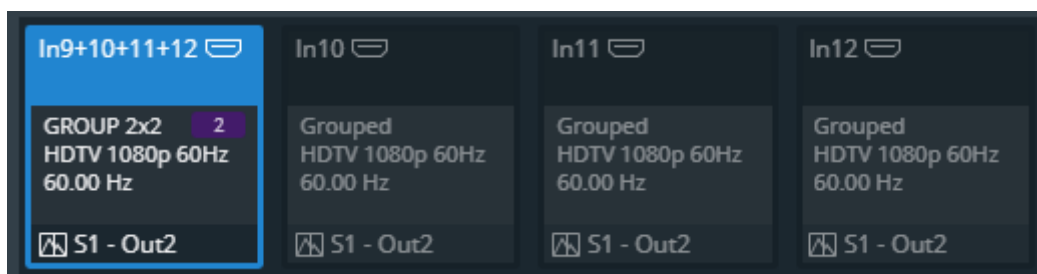 In9+10+11+12
GROUP 2x2 2
HDTV 1080p 60Hz
60.00 Hz
S1 - Out2
In10
Grouped
HDTV 1080p 60Hz
60.00 Hz
S1 - Out2
In11
Grouped
HDTV 1080p 60Hz
60.00 Hz
S1 - Out2
In12
Grouped
HDTV 1080p 60Hz
60.00 Hz
S1 - Out2